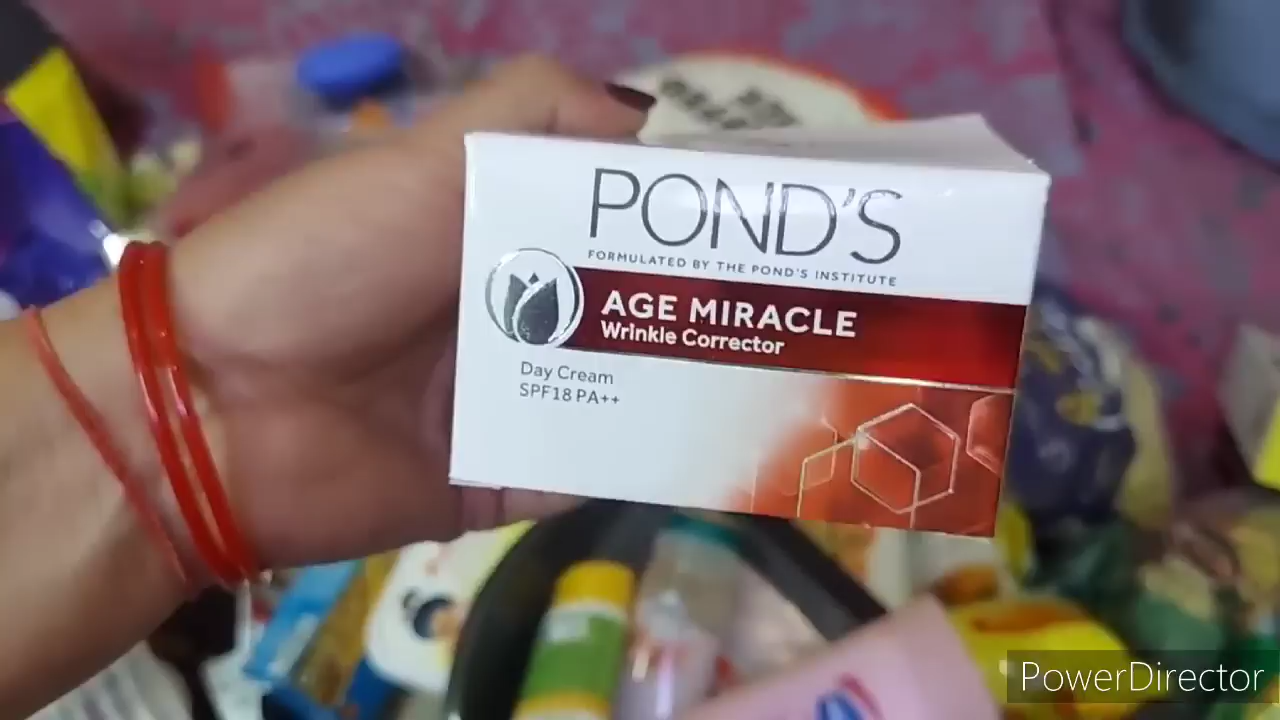 POND'S
FORMULATED BY THE POND'S INSTITUTE
AGE MIRACLE
Wrinkle Corrector
Day Cream
SPF18 PA++
PowerDirector